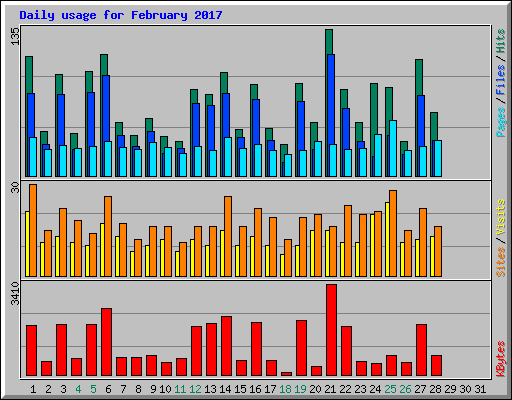 Daily usage for February 2017
135
Pages / Files / Hits
30
Sites / Visits
3410
KBytes
1 2 3 4 5 6 7 8 9 10 11 12 13 14 15 16 17 18 19 20 21 22 23 24 25 26 27 28 29 30 31